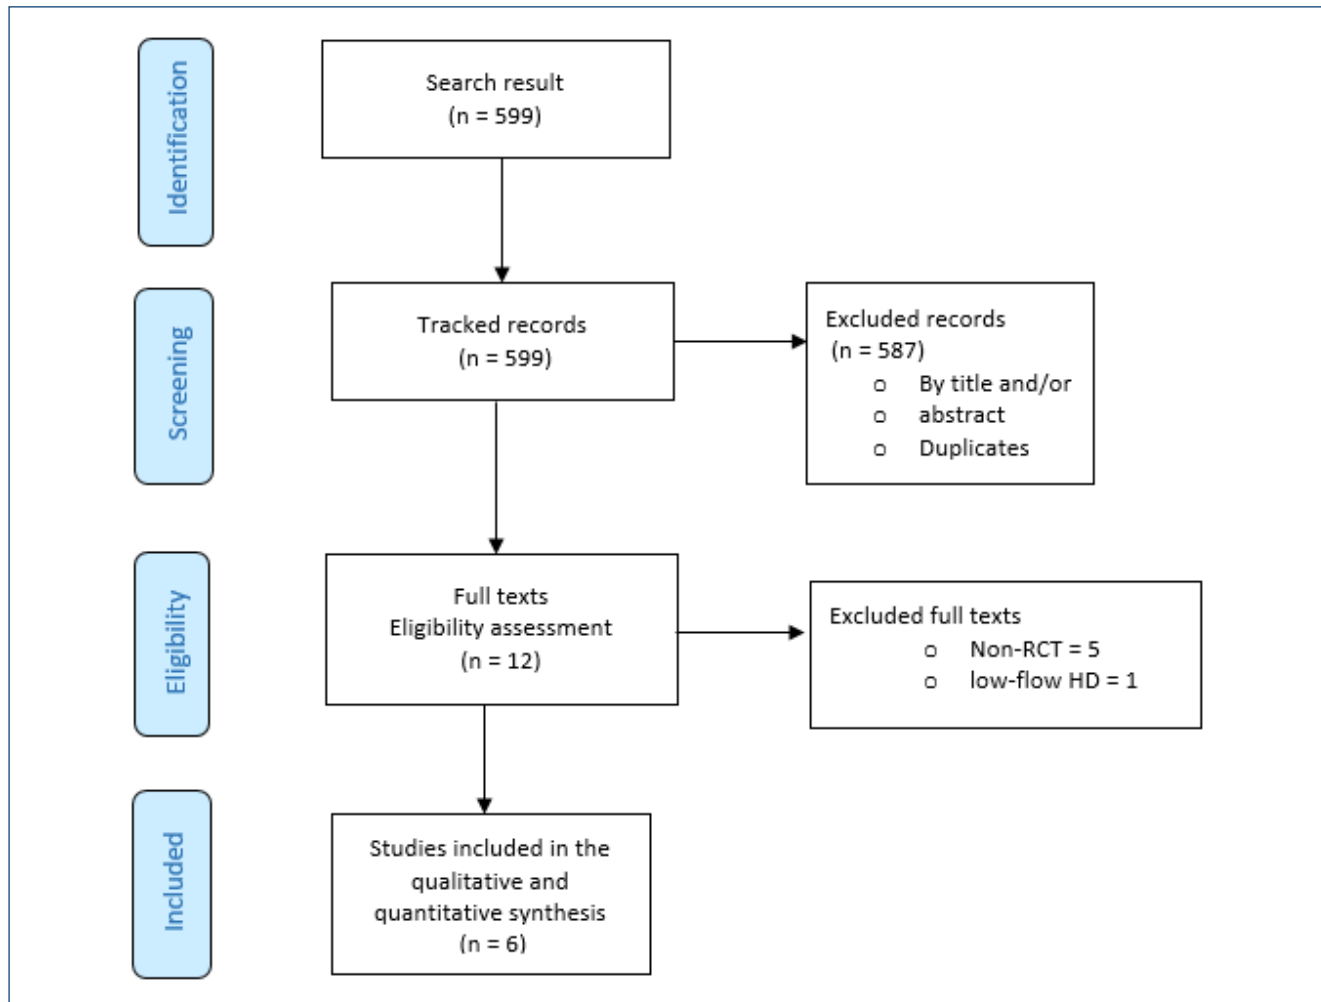 Identification
Search result
(n = 599)
Screening
Tracked records
(n = 599)
Excluded records
(n = 587)
o By title and/or
o abstract
o Duplicates
Eligibility
Full texts
Eligibility assessment
(n = 12)
Excluded full texts
o Non-RCT = 5
o low-flow HD = 1
Included
Studies included in the
qualitative and
quantitative synthesis
(n = 6)